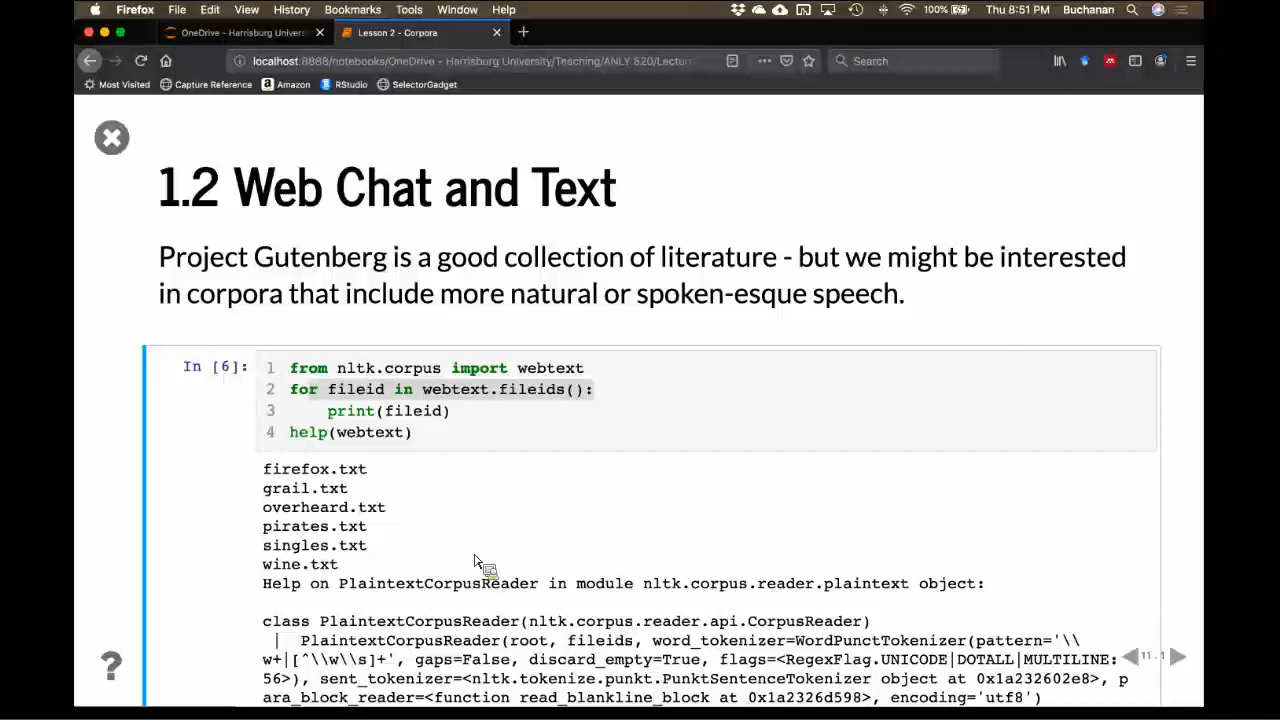 Firefox File Edit View History Bookmarks Tools Window Help 100% Thu 8:51 PM Buchanan
OneDrive - Harrisburg Universi Lesson 2 - Corpora
localhost:8888/notebooks/OneDrive - Harrisburg University/Teaching/ANLY 520/Lectur Search
Most Visited Capture Reference Amazon RStudio SelectorGadget
1.2 Web Chat and Text
Project Gutenberg is a good collection of literature - but we might be interested
in corpora that include more natural or spoken-esque speech.
In [6]: 1 from nltk.corpus import webtext
2 for fileid in webtext.fileids():
3 print(fileid)
4 help(webtext)
firefox.txt
grail.txt
overheard.txt
pirates.txt
singles.txt
wine.txt
Help on PlaintextCorpusReader in module nltk.corpus.reader.plaintext object:
class PlaintextCorpusReader(nltk.corpus.reader.api.CorpusReader)
| PlaintextCorpusReader(root, fileids, word_tokenizer=WordPunctTokenizer(pattern='\\
w+|[^\\w\\s]+', gaps=False, discard_empty=True, flags=<RegexFlag.UNICODE|DOTALL|MULTILINE:
56>), sent_tokenizer=<nltk.tokenize.punkt.PunktSentenceTokenizer object at 0x1a232602e8>, p
ara_block_reader=<function read_blankline_block at 0x1a2326d598>, encoding='utf8')
11.1